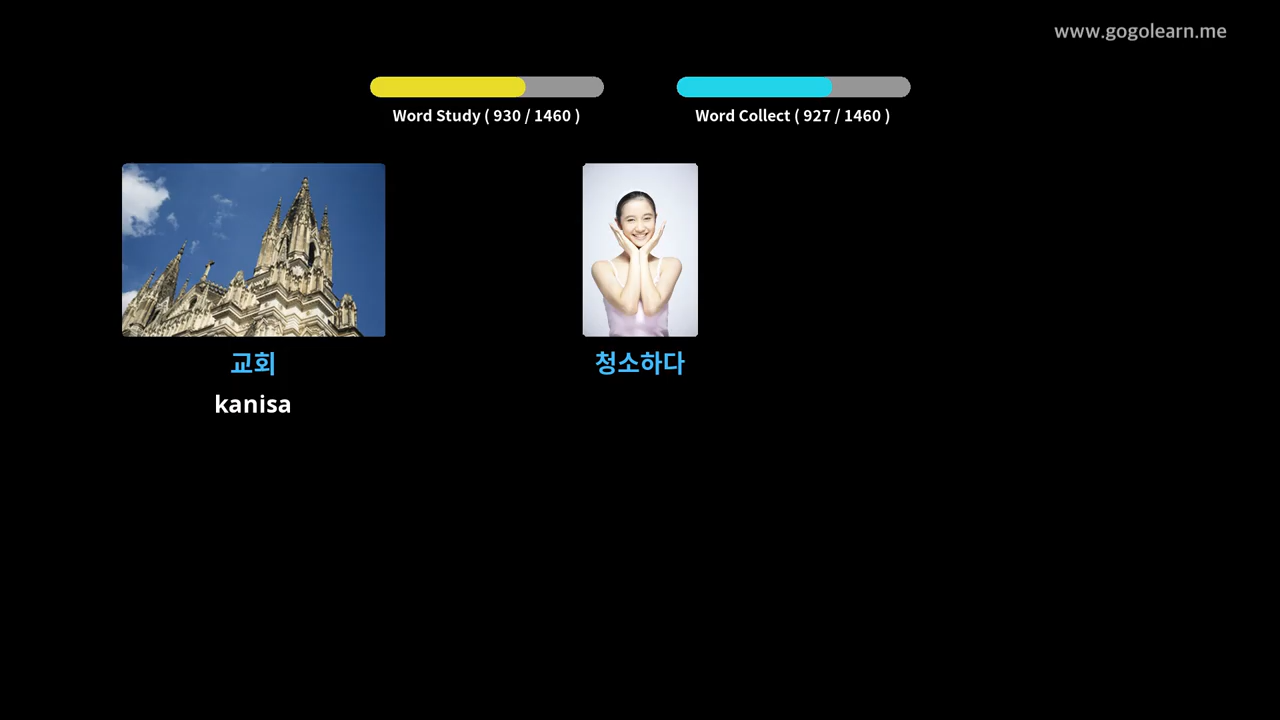 www.gogolearn.me
Word Study ( 930 / 1460 )
Word Collect ( 927 / 1460 )
교회
청소하다
kanisa